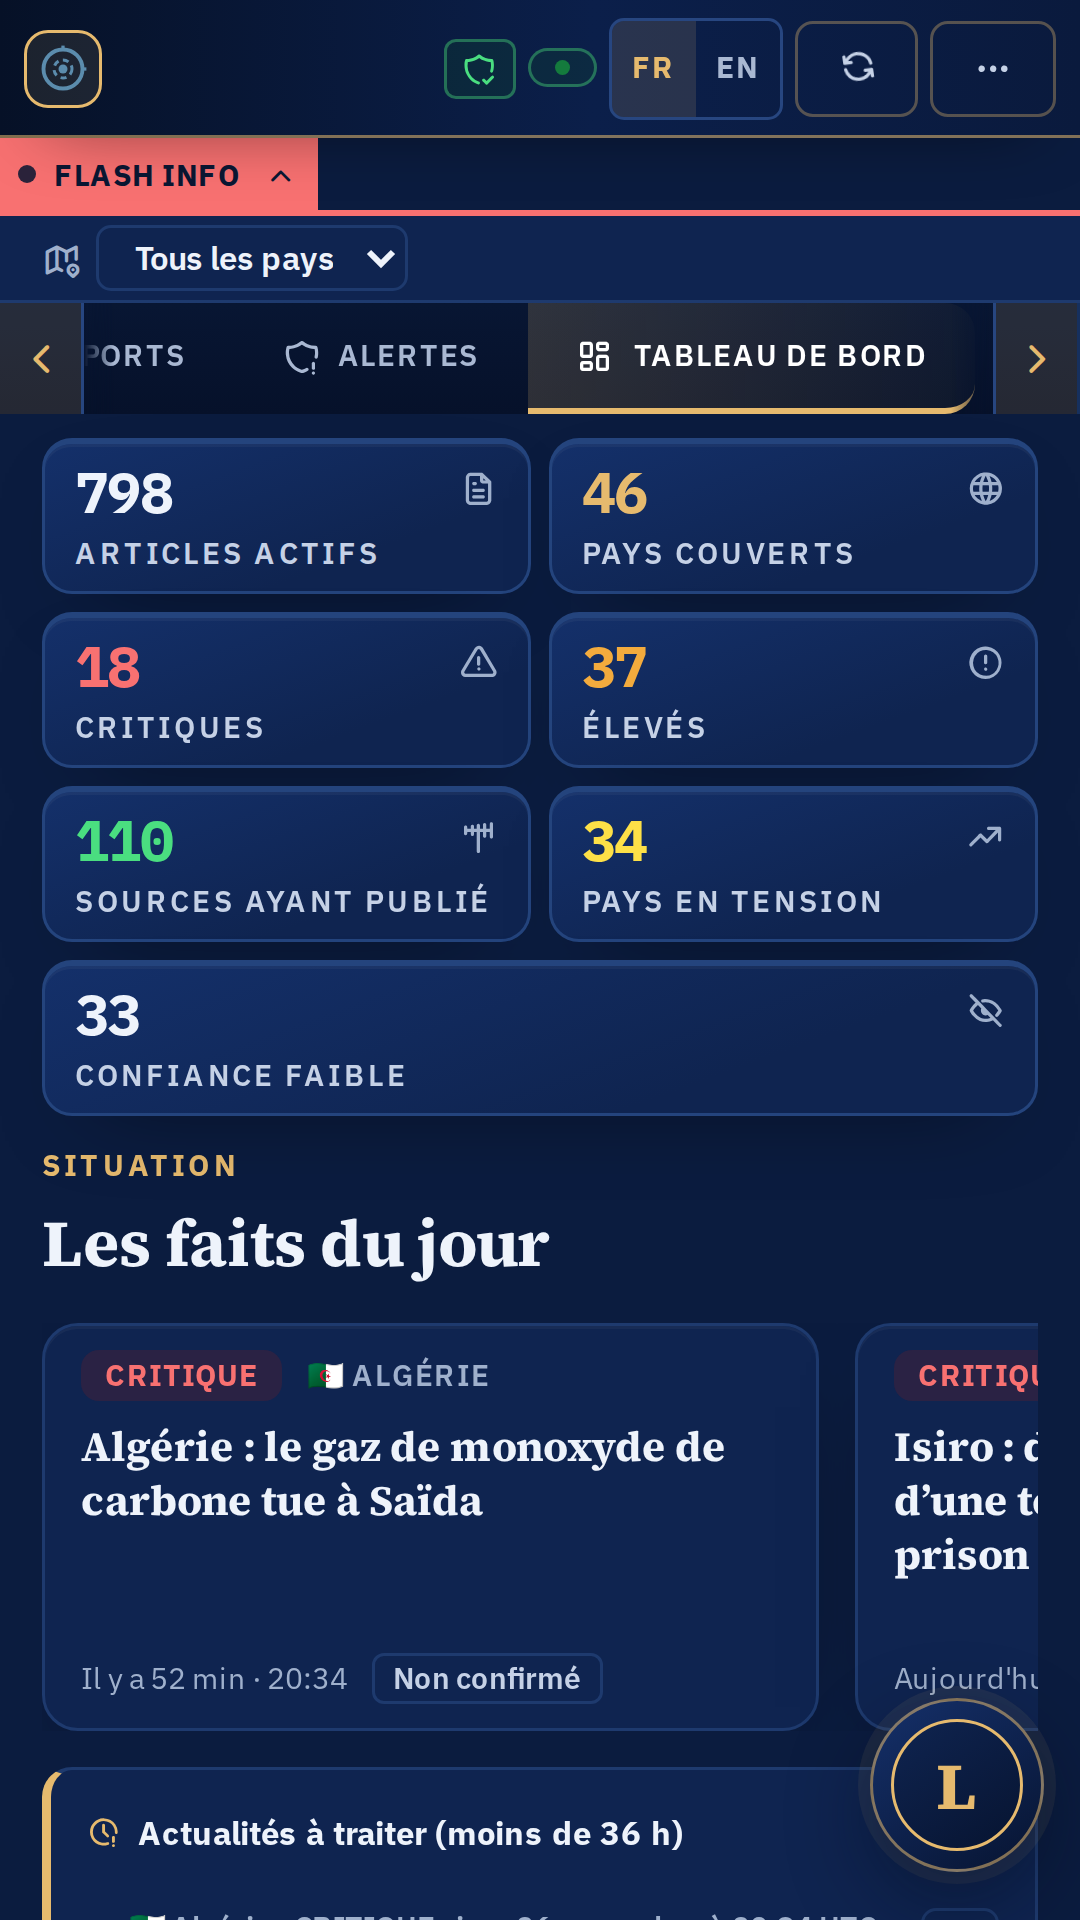 FR EN
FLASH INFO
Tous les pays
PORTS ALERTES TABLEAU DE BORD
798
ARTICLES ACTIFS
46
PAYS COUVERTS
18
CRITIQUES
37
ÉLEVÉS
110
SOURCES AYANT PUBLIÉ
34
PAYS EN TENSION
33
CONFIANCE FAIBLE
SITUATION
Les faits du jour
CRITIQUE ALGÉRIE
Algérie : le gaz de monoxyde de
carbone tue à Saïda
Il y a 52 min · 20:34 Non confirmé
CRITIQU
Isiro : d
d’une te
prison
Aujourd'hu
L
Actualités à traiter (moins de 36 h)